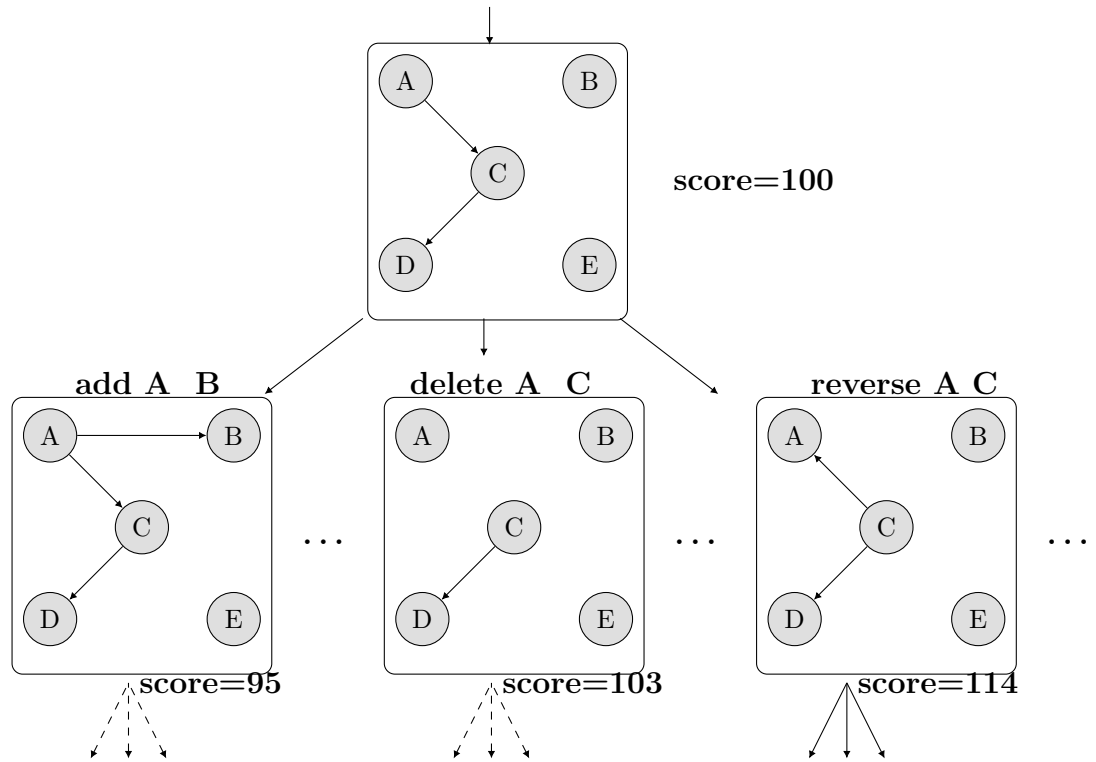 A B
C
score=100
D E
add A B
delete A C
reverse A C
A B
A B
A B
C
C
C
...
...
...
D E
D E
D E
score=95
score=103
score=114